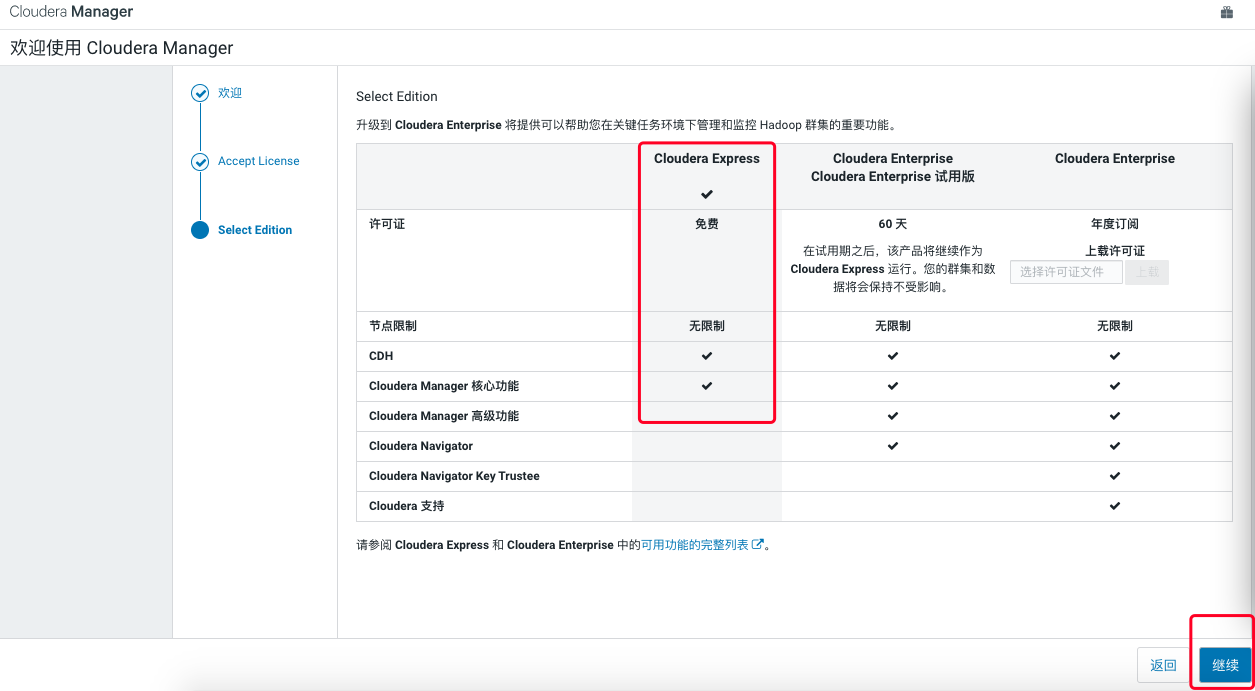 Cloudera Manager
欢迎使用 Cloudera Manager
欢迎
Accept License
Select Edition
Select Edition
升级到 Cloudera Enterprise 将提供可以帮助您在关键任务环境下管理和监控 Hadoop 群集的重要功能。
Cloudera Express
Cloudera Enterprise
Cloudera Enterprise 试用版
Cloudera Enterprise
许可证
免费
60 天
在试用期之后，该产品将继续作为
Cloudera Express 运行。您的群集和数
据将会保持不受影响。
年度订阅
上载许可证
选择许可证文件 上载
节点限制 无限制 无限制 无限制
CDH
Cloudera Manager 核心功能
Cloudera Manager 高级功能
Cloudera Navigator
Cloudera Navigator Key Trustee
Cloudera 支持
请参阅 Cloudera Express 和 Cloudera Enterprise 中的可用功能的完整列表。
返回 继续